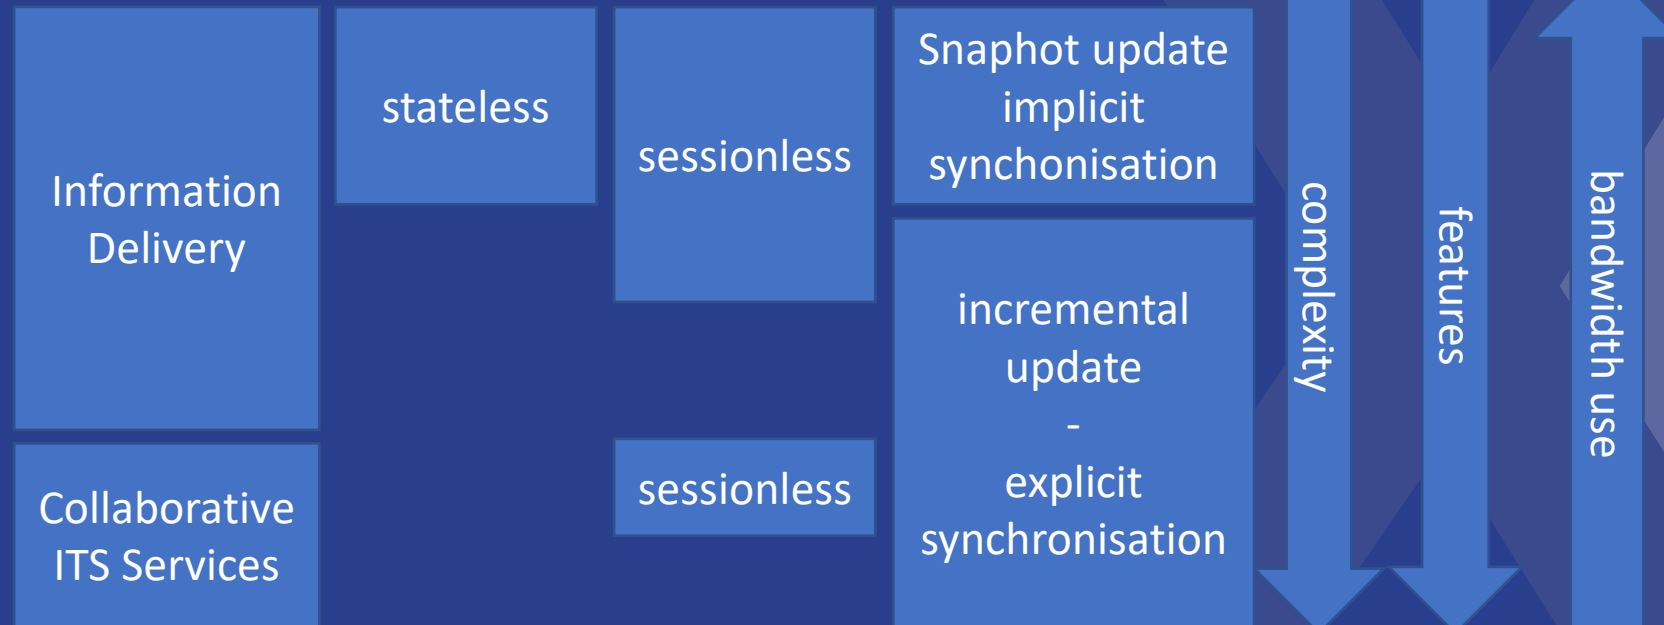 Information
Delivery
stateless
sessionless
Snaphot update
implicit
synchonisation
incremental
update
-
explicit
synchronisation
Collaborative
ITS Services
sessionless
complexity
features
bandwidth use